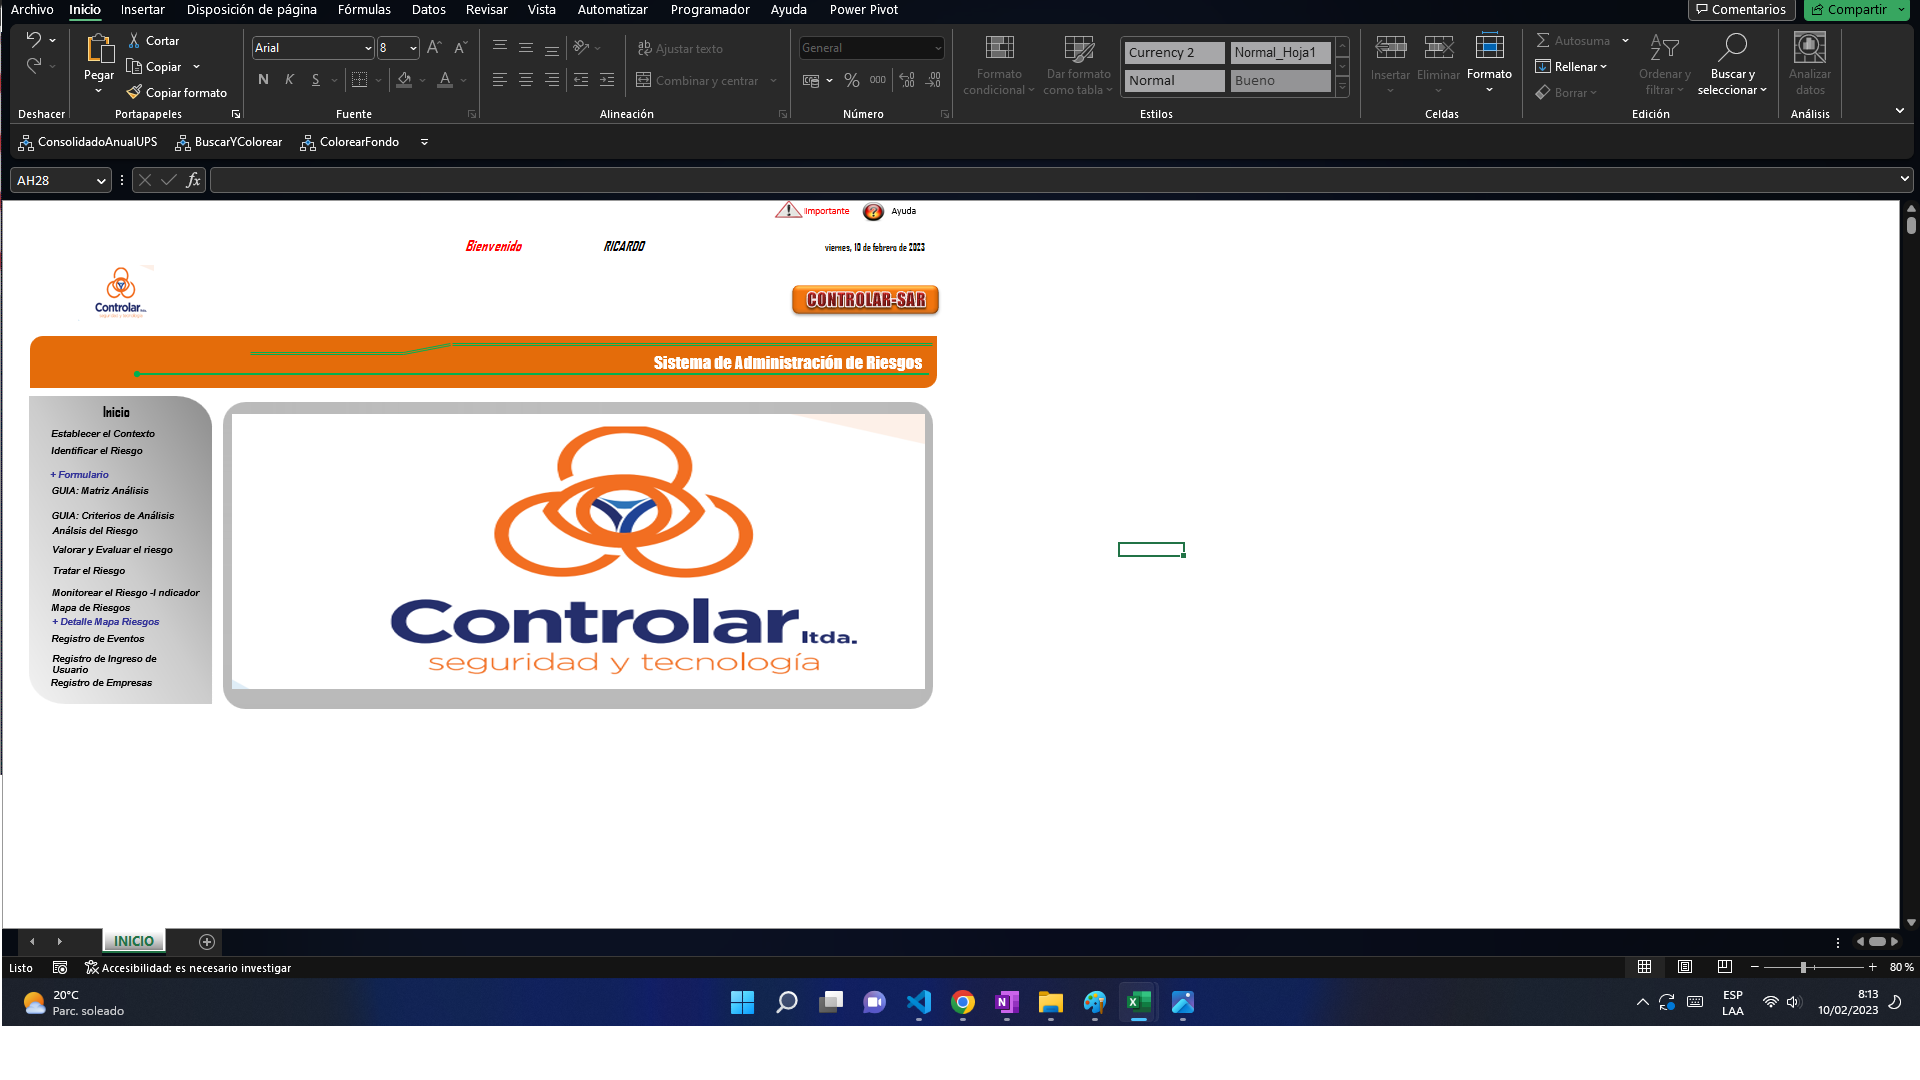 Archivo Inicio Insertar Disposición de página Fórmulas Datos Revisar Vista Automatizar Programador Ayuda Power Pivot Comentarios Compartir
Pegar
Cortar
Copiar
Copiar formato
Arial 8
N K S
Ajustar texto
Combinar y centrar
General
% 000
Formato condicional
Dar formato como tabla
Currency 2 Normal_Hoja1
Normal Bueno
Insertar Eliminar Formato
Autosuma
Rellenar
Borrar
Ordenar y filtrar
Buscar y seleccionar
Analizar datos
Deshacer Portapapeles Fuente Alineación Número Estilos Celdas Edición Análisis
ConsolidadoAnualUPS BuscarYColorear ColorearFondo
AH28 fx
Importante Ayuda
Bienvenido RICARDO viernes, 10 de febrero de 2023
Controlar ltda.
seguridad y tecnología
CONTROLAR-SAR
Sistema de Administración de Riesgos
Inicio
Establecer el Contexto
Identificar el Riesgo
+ Formulario
GUIA: Matriz Análisis
GUIA: Criterios de Análisis
Análsis del Riesgo
Valorar y Evaluar el riesgo
Tratar el Riesgo
Monitorear el Riesgo -I ndicador
Mapa de Riesgos
+ Detalle Mapa Riesgos
Registro de Eventos
Registro de Ingreso de
Usuario
Registro de Empresas
Controlar ltda.
seguridad y tecnología
INICIO
Listo Accesibilidad: es necesario investigar 80 %
20°C
Parc. soleado
ESP
LAA
8:13
10/02/2023